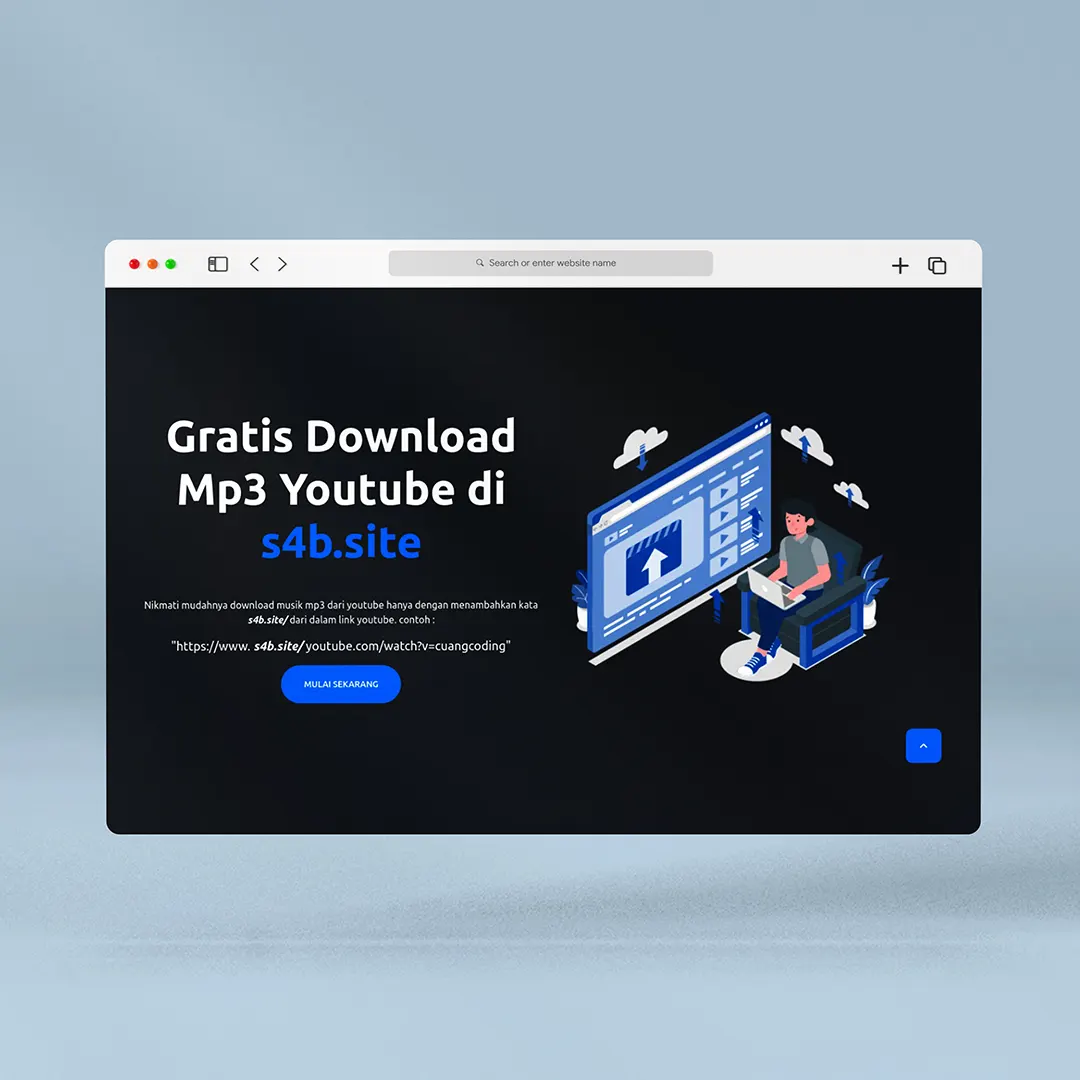 Search or enter website name
Gratis Download
Mp3 Youtube di
s4b.site
Nikmati mudahnya download musik mp3 dari youtube hanya dengan menambahkan kata
s4b.site/ dari dalam link youtube. contoh :
"https://www. s4b.site/youtube.com/watch?v=cuangcoding"
MULAI SEKARANG